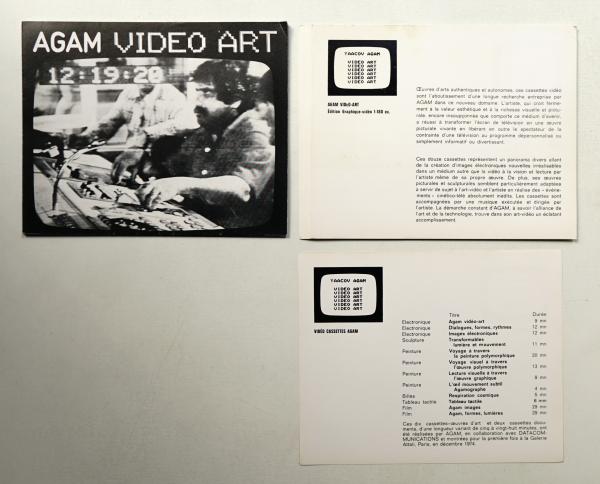 AGAM VIDEO ART
12:19:20
YAACOV AGAM
VIDEO ART
VIDEO ART
VIDEO ART
VIDEO ART
VIDEO ART
AGAM VIDEO-ART
Édition Graphique-vidéo 1-180 ex.
Œuvres d'arts authentiques et autonomes, ces cassettes vidéo
sont l'aboutissement d'une longue recherche entreprise par
AGAM dans ce nouveau domaine. L'artiste, qui croit ferme-
ment à la valeur esthétique et à la richesse visuelle et pictu-
rale, encore insoupçonnée que comporte ce médium d'avenir,
a réussi à transformer l'écran de télévision en une œuvre
picturale vivante en libérant en outre le spectateur de la
contrainte d'une télévision au programme dépersonnalisé ou
simplement informatif ou divertissant.
Ces douze cassettes représentent un panorama divers allant
de la création d'images électroniques nouvelles irréalisables
dans un médium autre que la vidéo à la vision et lecture par
l'artiste même de sa propre œuvre. De plus, ses œuvres
picturales et sculpturales semblent particulièrement adaptées
à servir de sujet à l'art-vidéo et l'artiste en réalise des « événe-
ments » cinético-télé absolument inédits. Les cassettes sont
accompagnées par une musique exécutée et dirigée par
l'artiste. La démarche constant d'AGAM, à savoir l'alliance de
l'art et de la technologie, trouve dans son art-vidéo un éclatant
accomplissement.
YAACOV AGAM
VIDEO ART
VIDEO ART
VIDEO ART
VIDEO ART
VIDEO ART
VIDÉO CASSETTES AGAM
Titre Durée
Electronique Agam vidéo-art 9 mn
Electronique Dialogues, formes, rythmes 12 mn
Electronique Images électroniques 12 mn
Sculpture Transformables
lumière et mouvement 11 mn
Peinture Voyage à travers
la peinture polymorphique 20 mn
Peinture Voyage visuel à travers
l'œuvre polymorphique 13 mn
Peinture Lecture visuelle à travers
l'œuvre graphique 9 mn
Peinture L'œil mouvement subtil
Agamographe 4 mn
Billes Respiration cosmique 5 mn
Tableau tactile Tableau tactile 6 mn
Film Agam images 29 mn
Film Agam, formes, lumières 28 mn
Ces dix cassettes-œuvres d'art et deux cassettes docu-
ments, d'une longueur variant de cinq à vingt-huit minutes, ont
été réalisées par AGAM, en collaboration avec DATACOM-
MUNICATIONS et montrées pour la première fois à la Galerie
Attali, Paris, en décembre 1974.